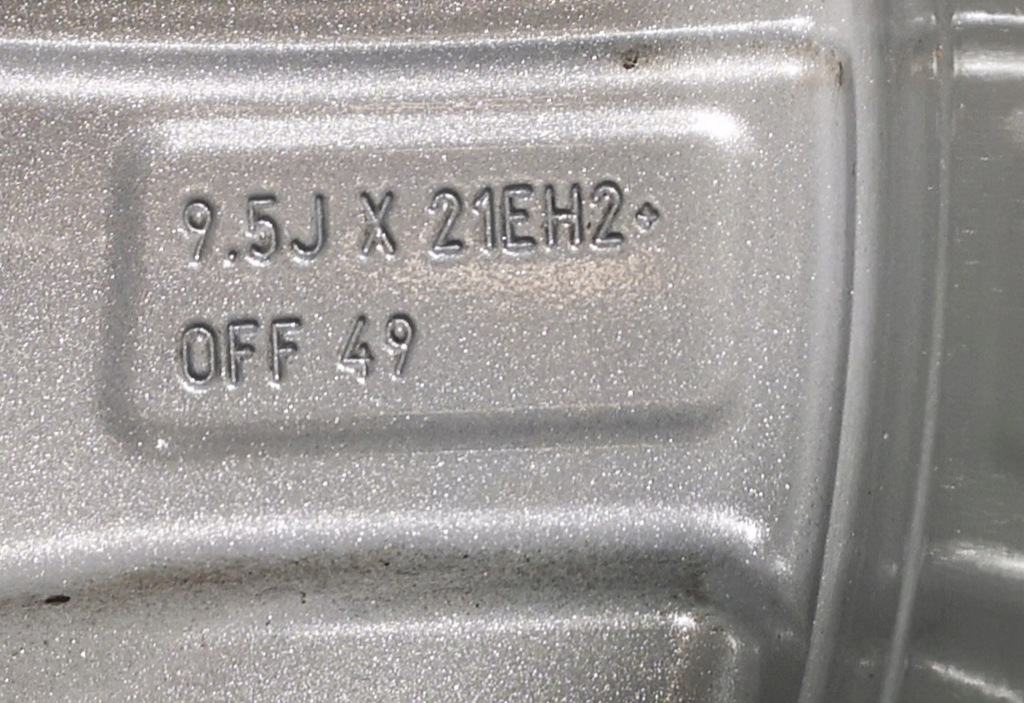 9.5J X 21EH2+
OFF 49